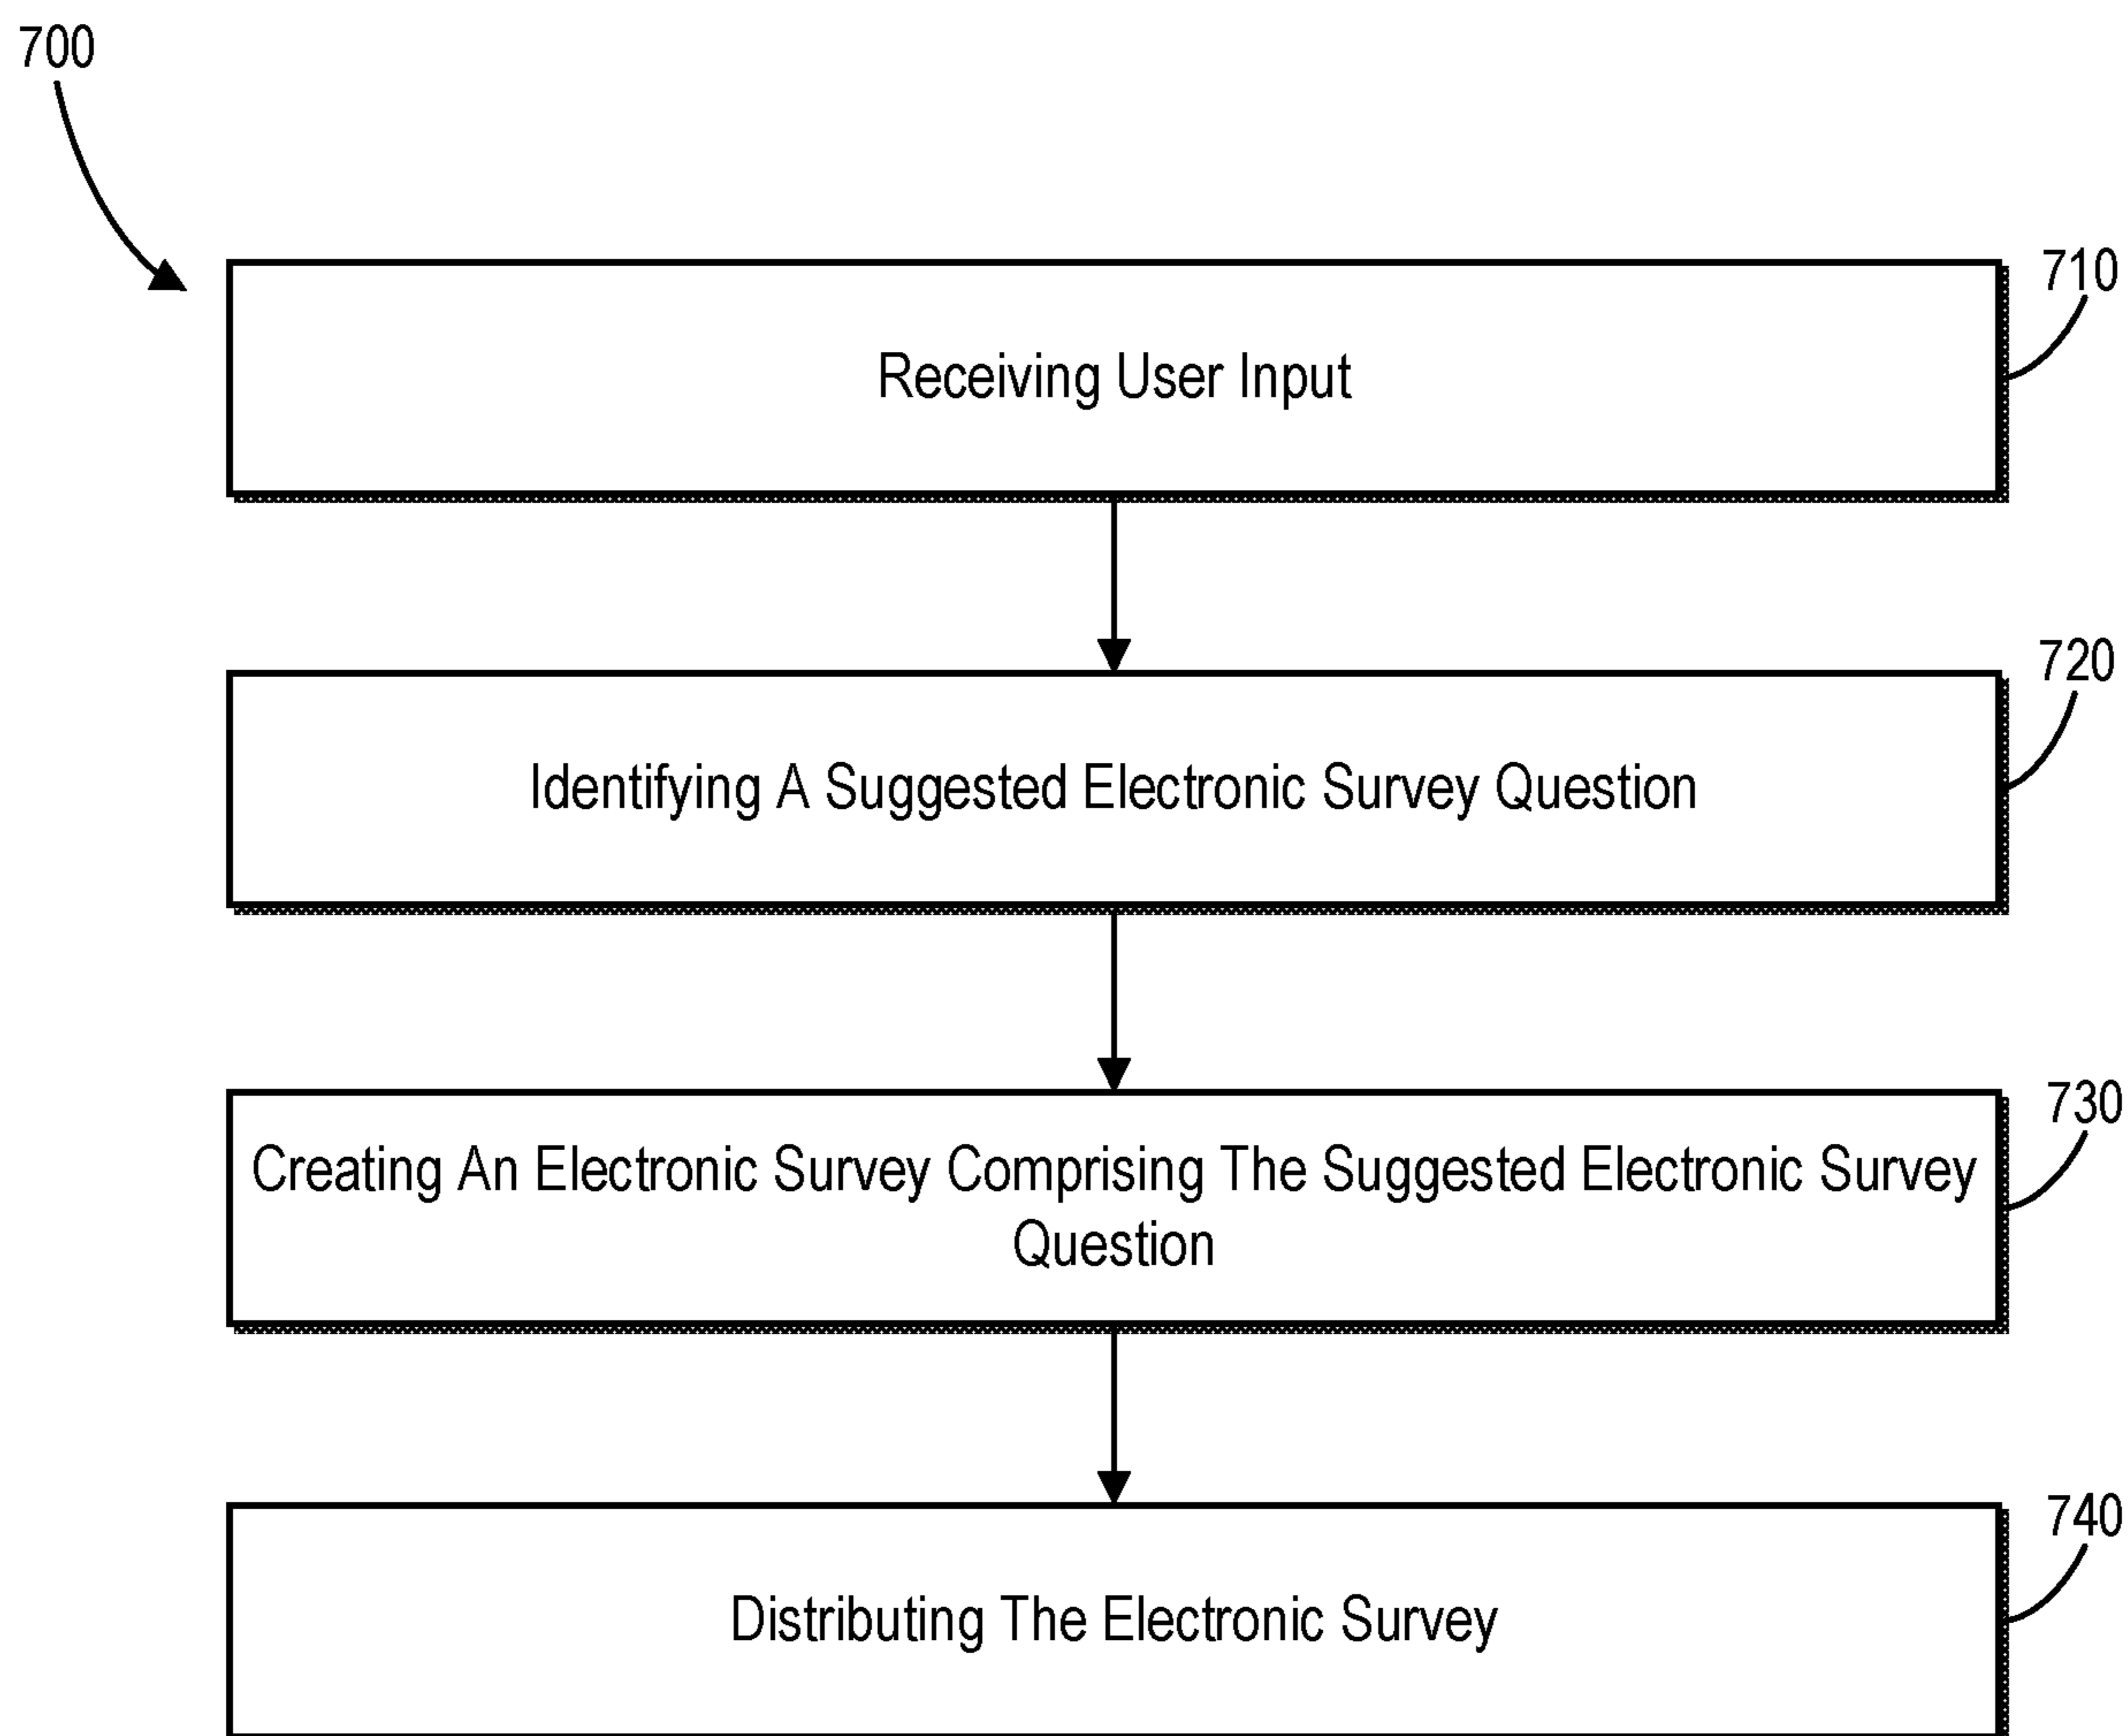 700
710
Receiving User Input
720
Identifying A Suggested Electronic Survey Question
730
Creating An Electronic Survey Comprising The Suggested Electronic Survey
Question
740
Distributing The Electronic Survey